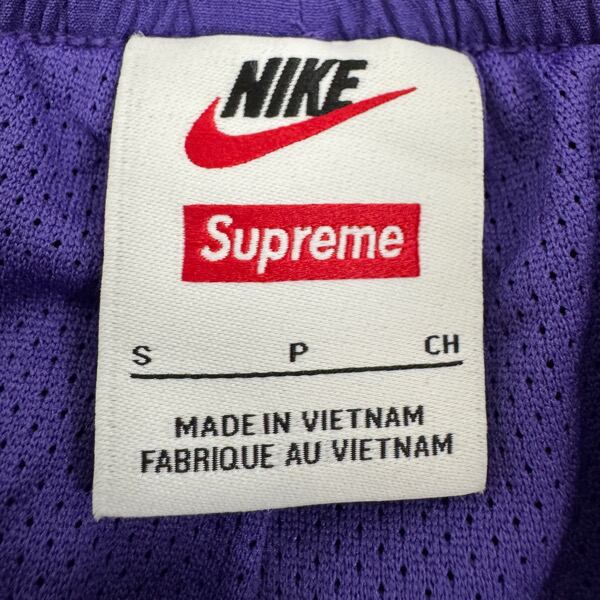 NIKE
Supreme
S P CH
MADE IN VIETNAM
FABRIQUE AU VIETNAM